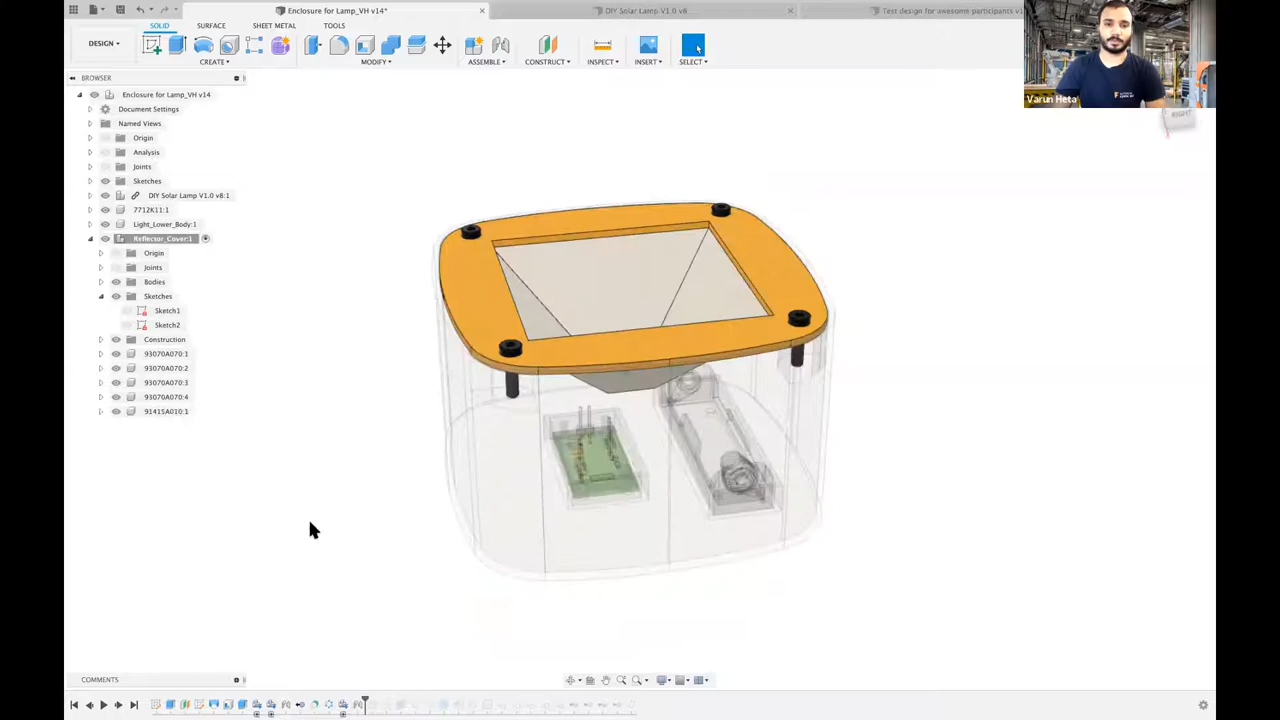 Enclosure for Lamp_VH v14*
DIY Solar Lamp V1.0 v8
Test design for awesome participants v1
DESIGN
SOLID
SURFACE
SHEET METAL
TOOLS
CREATE
MODIFY
ASSEMBLE
CONSTRUCT
INSPECT
INSERT
SELECT
Varun Heta
RIGHT
BROWSER
Enclosure for Lamp_VH v14
Document Settings
Named Views
Origin
Analysis
Joints
Sketches
DIY Solar Lamp V1.0 v8:1
7712K11:1
Light_Lower_Body:1
Reflector_Cover:1
Origin
Joints
Bodies
Sketches
Sketch1
Sketch2
Construction
93070A070:1
93070A070:2
93070A070:3
93070A070:4
91415A010:1
COMMENTS